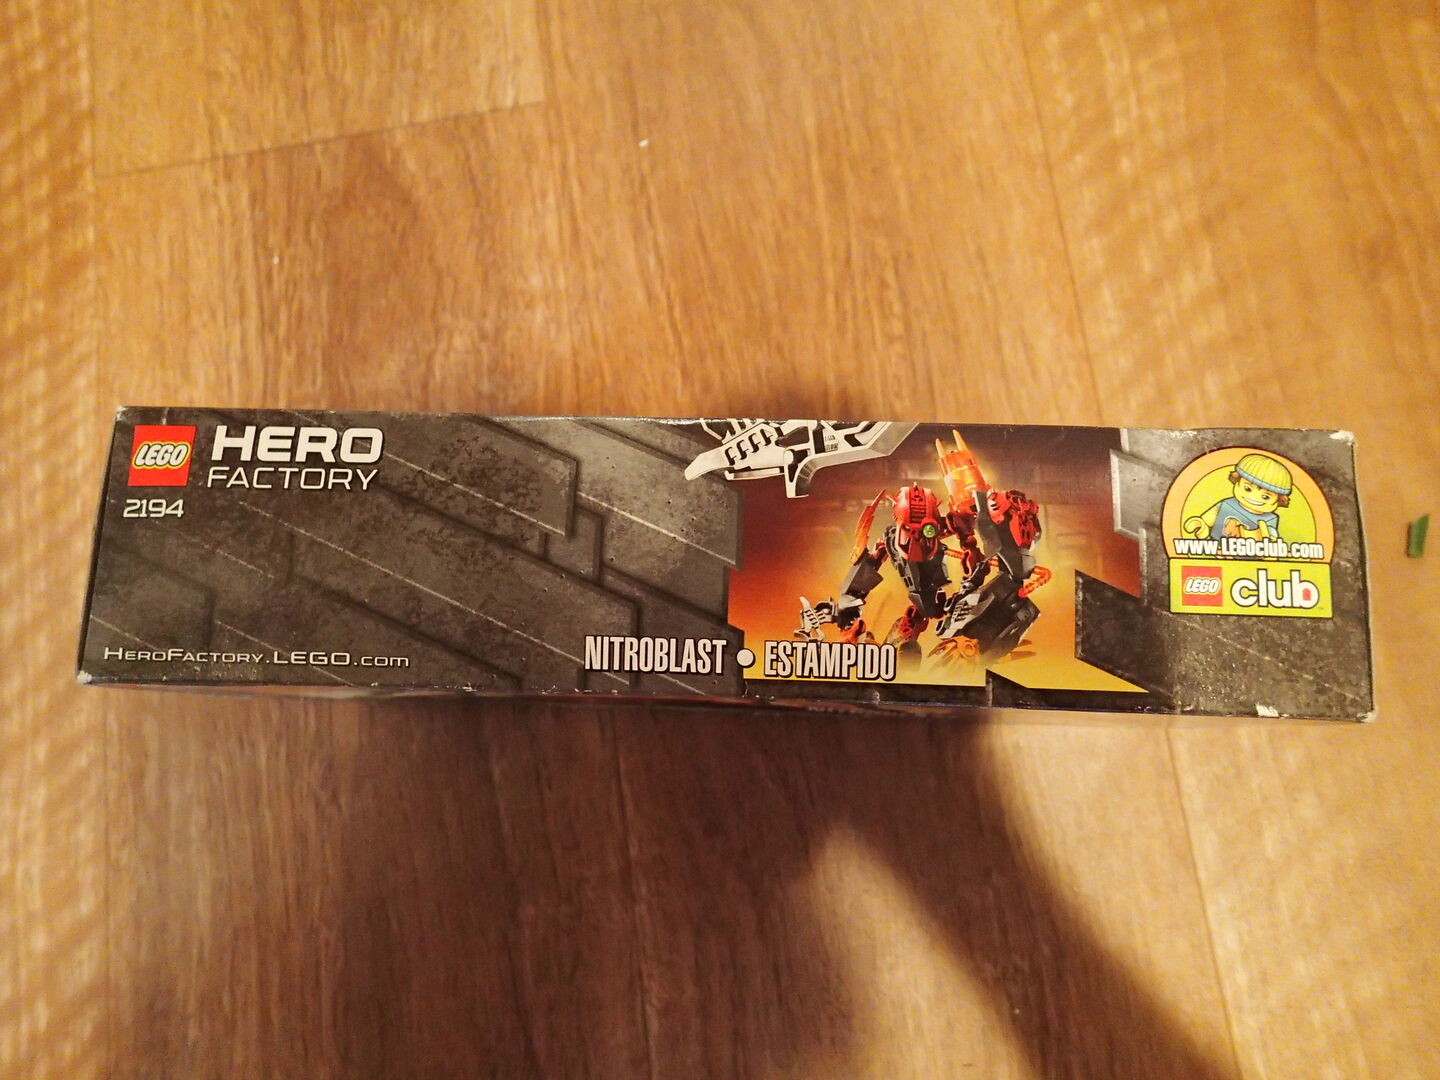 LEGO
HERO
FACTORY
2194
HEROFACTORY.LEGO.COM
NITROBLAST • ESTAMPIDO
www.LEGOclub.com
LEGO club